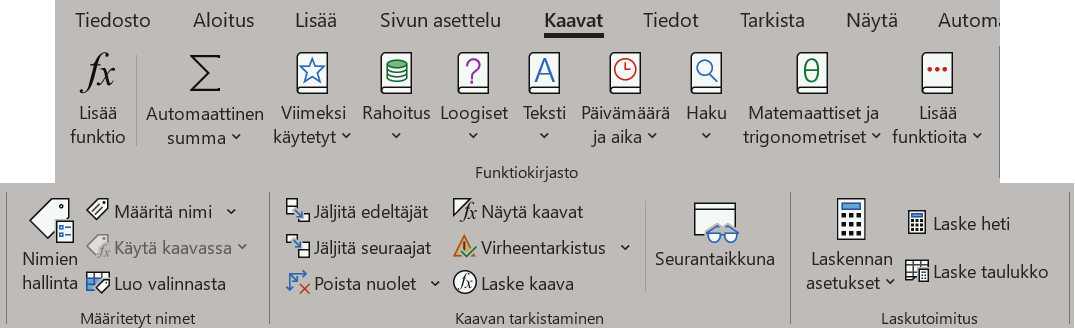 Tiedosto Aloitus Lisää Sivun asettelu Kaavat Tiedot Tarkista Näytä Automa
Lisää funktio
Automaattinen summa
Viimeksi käytetyt
Rahoitus
Loogiset
Teksti
Päivämäärä ja aika
Haku
Matemaattiset ja trigonometriset
Lisää funktioita
Funktiokirjasto
Nimien hallinta
Määritä nimi
Käytä kaavassa
Luo valinnasta
Määritetyt nimet
Jäljitä edeltäjät
Jäljitä seuraajat
Poista nuolet
Näytä kaavat
Virheentarkistus
Laske kaava
Seurantaikkuna
Kaavan tarkistaminen
Laskennan asetukset
Laske heti
Laske taulukko
Laskutoimitus